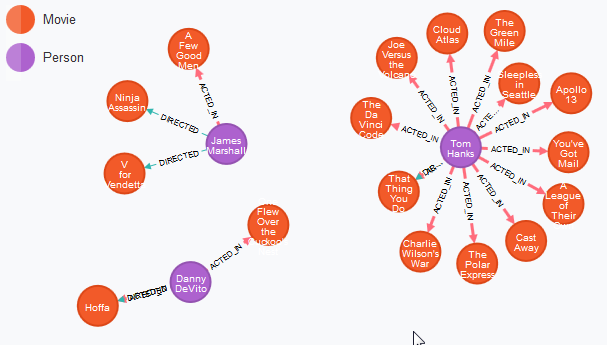 Movie
Person
A
Few
Good
Men
ACTED_IN
Ninja
Assassin
DIRECTED
James
Marshall
DIRECTED
V
for
Vendetta
Flew
Over
the
ACTED_IN
Danny
DeVito
Hoffa
Cloud
Atlas
The
Green
Mile
Joe
Versus
the
Volcano
Sleepless
in
Seattle
Apollo
13
The
Da
Vinci
Code
ACTED_IN
ACTED_IN
ACTED_IN
ACTE...
ACTED_IN
ACTED_IN
Tom
Hanks
ACTED_IN
You've
Got
Mail
That
Thing
You
Do
ACTED_IN
A
League
of
Their
ACTED_IN
ACTED_IN
ACTED_IN
Charlie
Wilson's
War
The
Polar
Express
Cast
Away